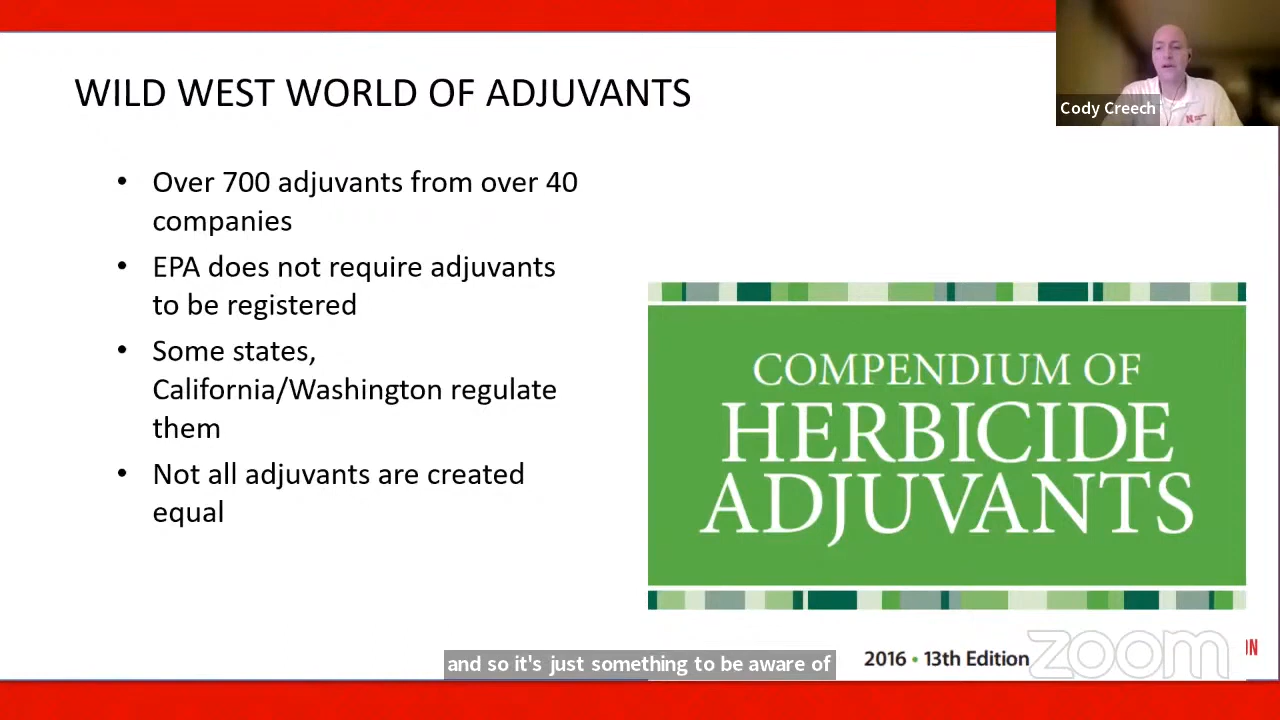 WILD WEST WORLD OF ADJUVANTS
Cody Creech
• Over 700 adjuvants from over 40
companies
• EPA does not require adjuvants
to be registered
• Some states,
California/Washington regulate
them
• Not all adjuvants are created
equal
COMPENDIUM OF
HERBICIDE
ADJUVANTS
2016 • 13th Edition
zoom
IN
and so it's just something to be aware of